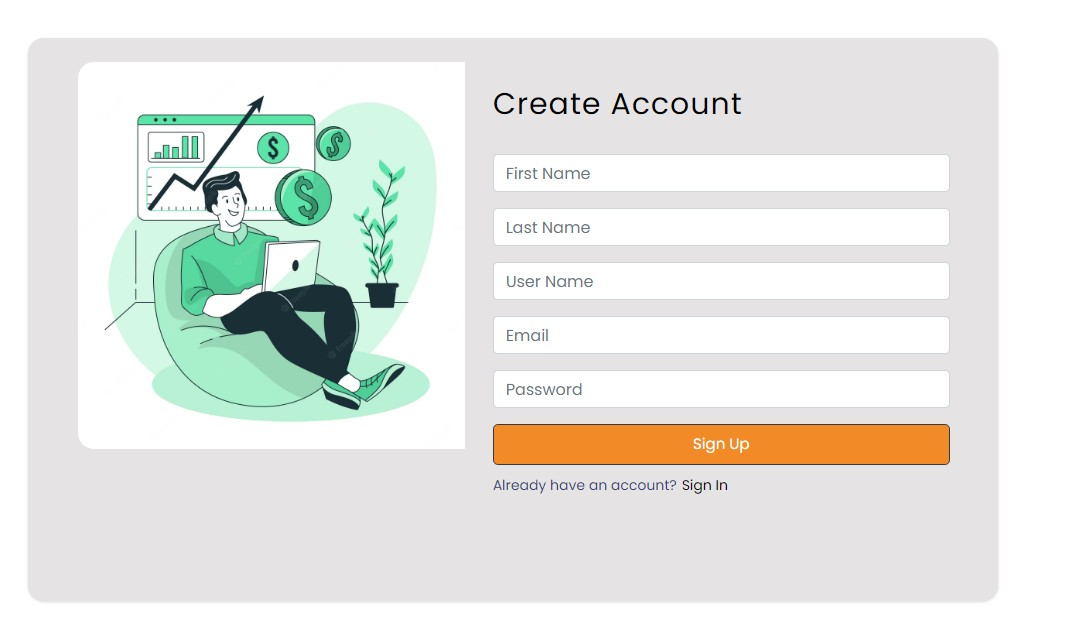 Create Account
First Name
Last Name
User Name
Email
Password
Sign Up
Already have an account? Sign In